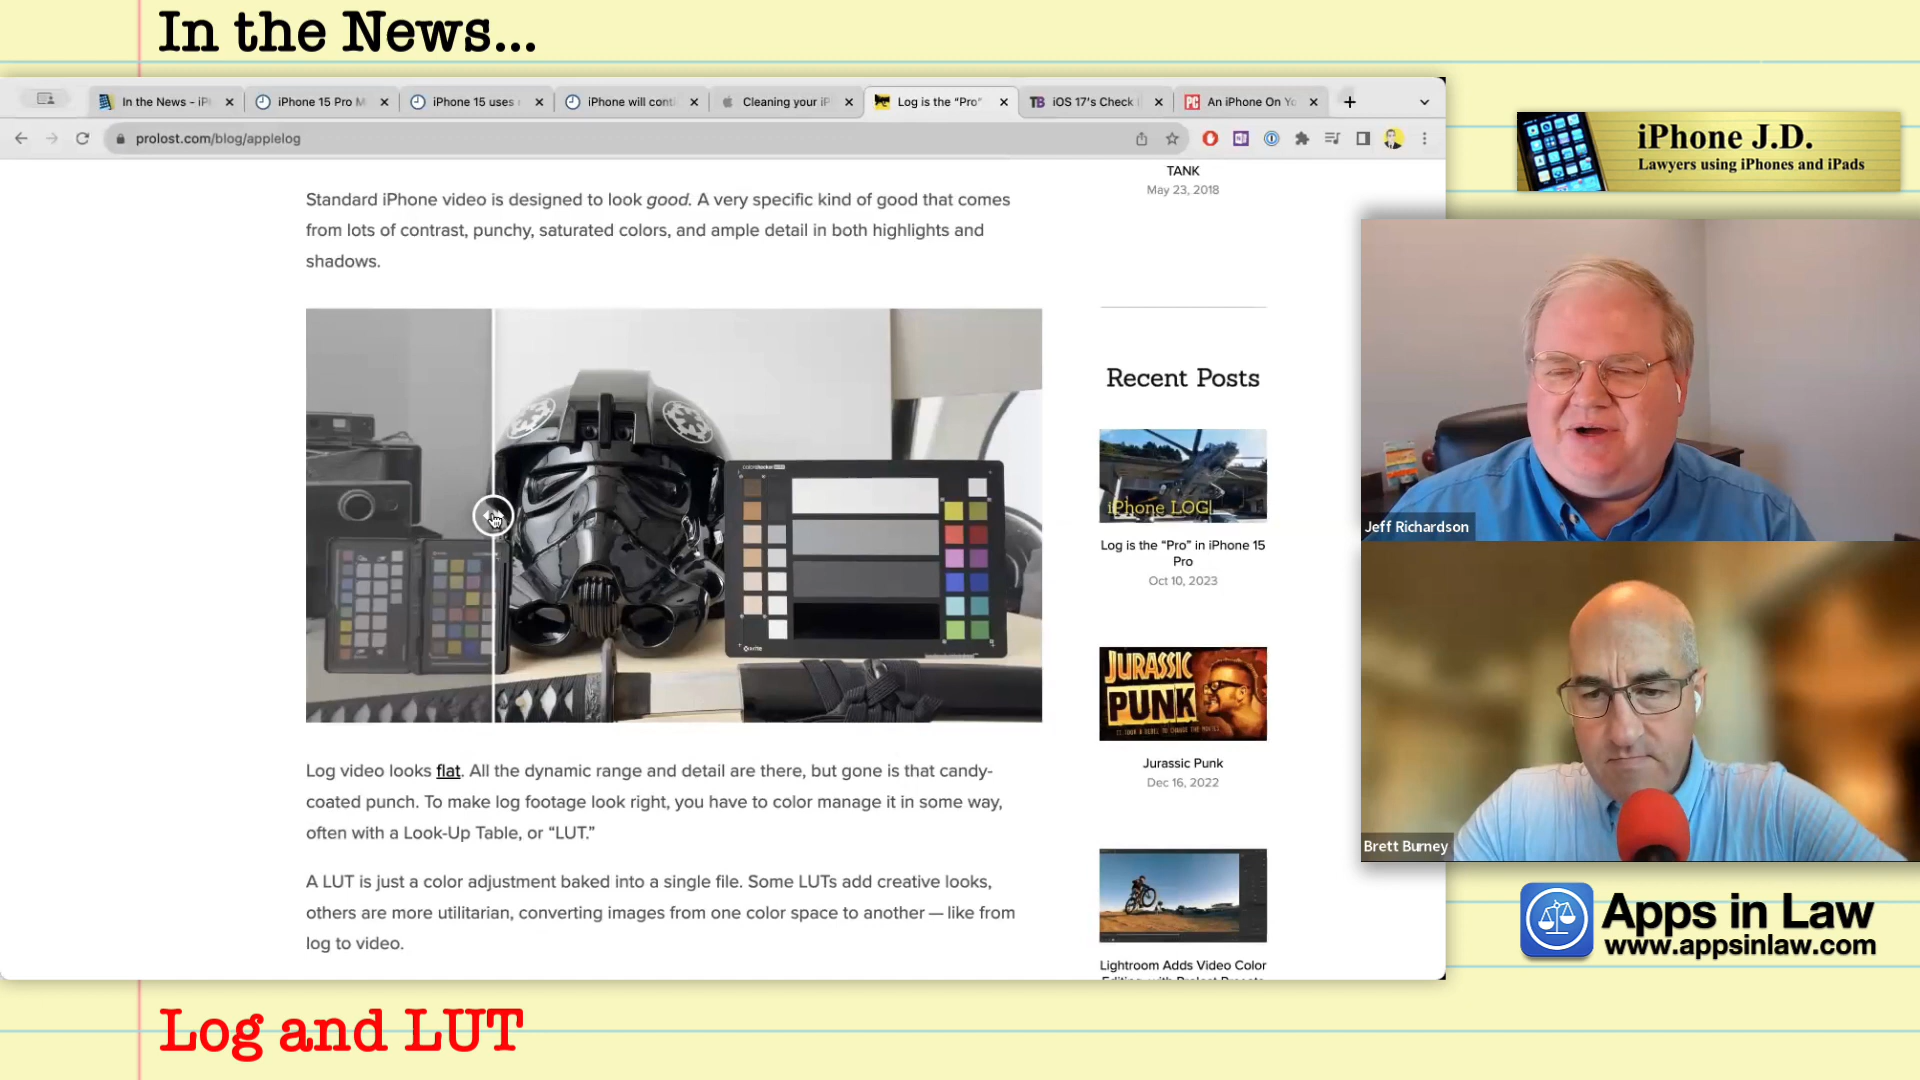 In the News...
In the News - iP
iPhone 15 Pro M
iPhone 15 uses
iPhone will cont
Cleaning your iP
Log is the “Pro”
iOS 17’s Check
An iPhone On Yo
prolost.com/blog/applelog
iPhone J.D.
Lawyers using iPhones and iPads
TANK
May 23, 2018
Standard iPhone video is designed to look good. A very specific kind of good that comes
from lots of contrast, punchy, saturated colors, and ample detail in both highlights and
shadows.
Recent Posts
iPhone LOG!
Log is the “Pro” in iPhone 15
Pro
Oct 10, 2023
JURASSIC
PUNK
Jurassic Punk
Dec 16, 2022
Log video looks flat. All the dynamic range and detail are there, but gone is that candy-
coated punch. To make log footage look right, you have to color manage it in some way,
often with a Look-Up Table, or “LUT.”
A LUT is just a color adjustment baked into a single file. Some LUTs add creative looks,
others are more utilitarian, converting images from one color space to another — like from
log to video.
Lightroom Adds Video Color
Jeff Richardson
Brett Burney
Apps in Law
www.appsinlaw.com
Log and LUT